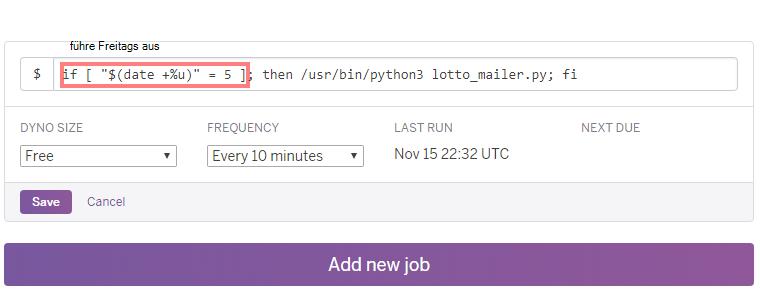 führe Freitags aus
$ if [ "$(date +%u)" = 5 ]; then /usr/bin/python3 lotto_mailer.py; fi
DYNO SIZE FREQUENCY LAST RUN NEXT DUE
Free Every 10 minutes Nov 15 22:32 UTC
Save Cancel
Add new job